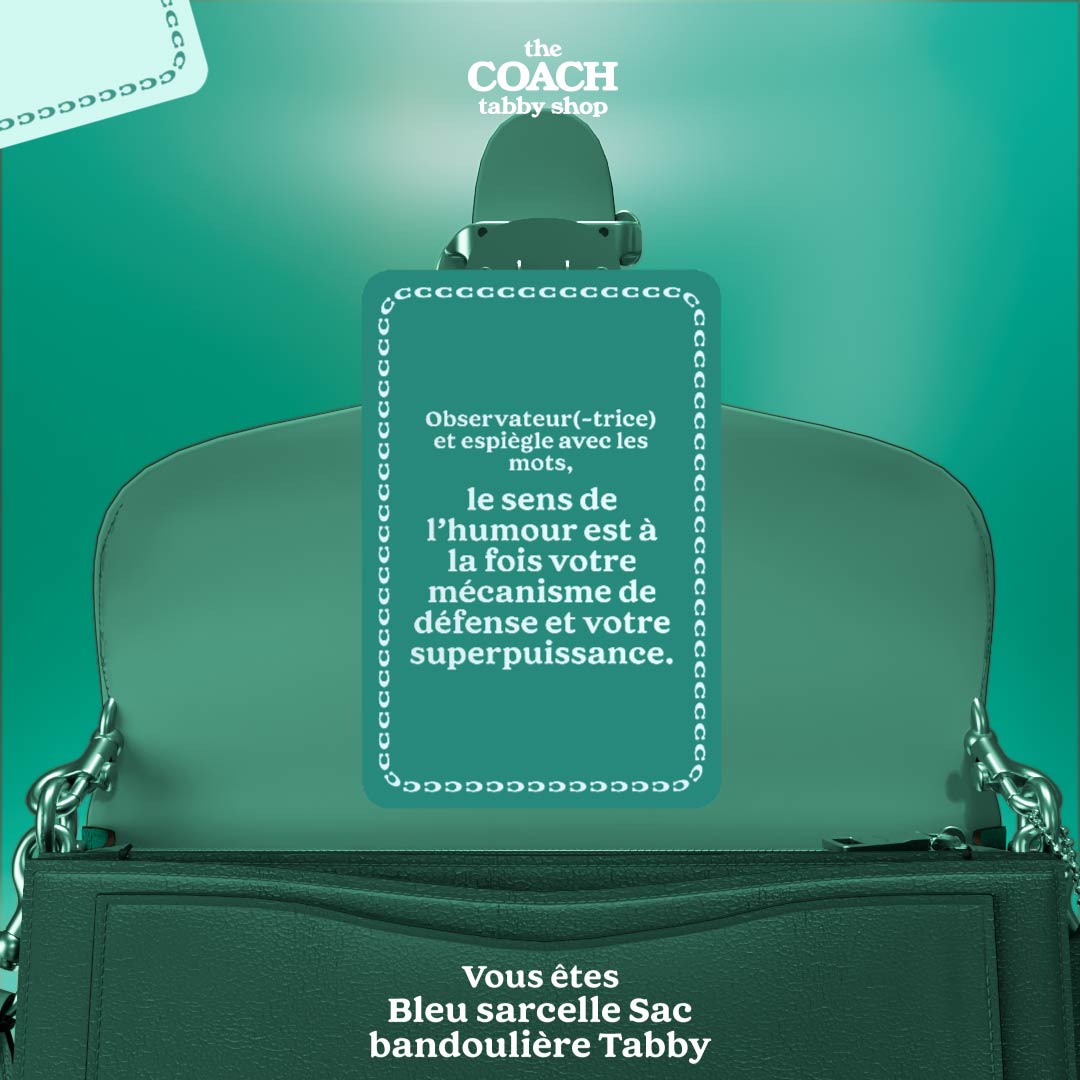 the
COACH
tabby shop
Observateur(-trice)
et espiègle avec les
mots,
le sens de
l’humour est à
la fois votre
mécanisme de
défense et votre
superpuissance.
Vous êtes
Bleu sarcelle Sac
bandoulière Tabby